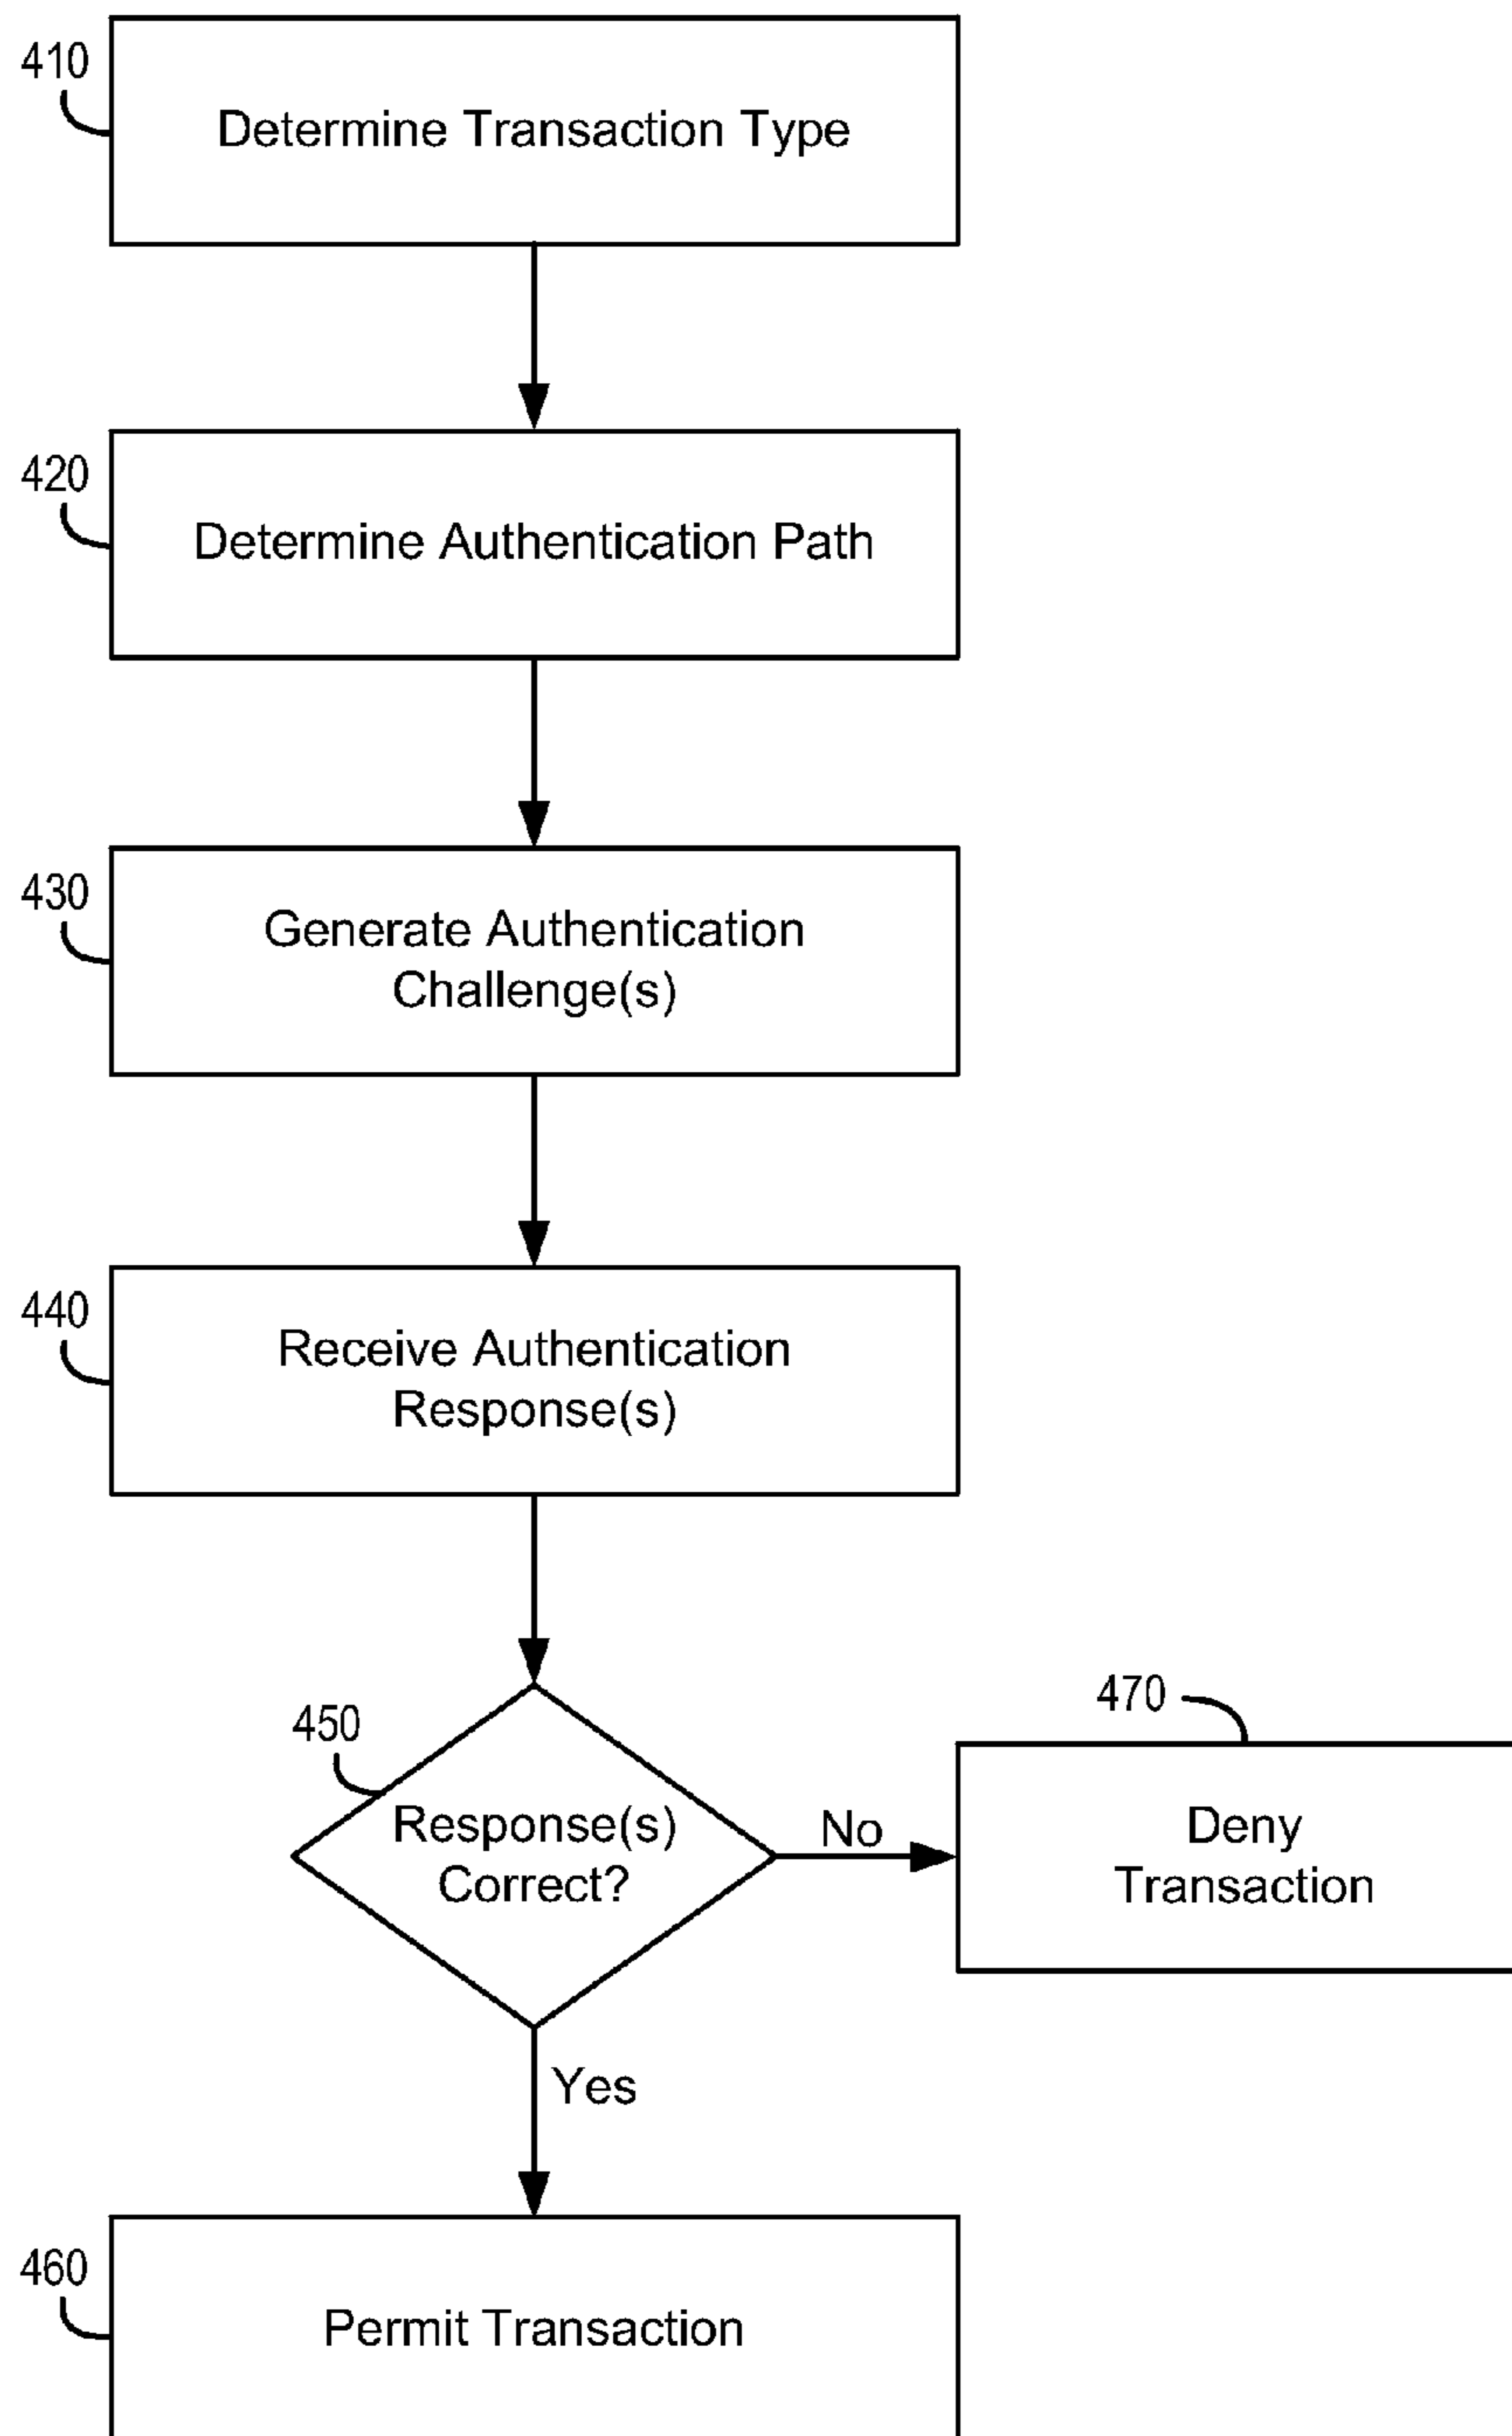 410
Determine Transaction Type
420
Determine Authentication Path
430
Generate Authentication
Challenge(s)
440
Receive Authentication
Response(s)
450
Response(s)
Correct?
No
470
Deny
Transaction
Yes
460
Permit Transaction